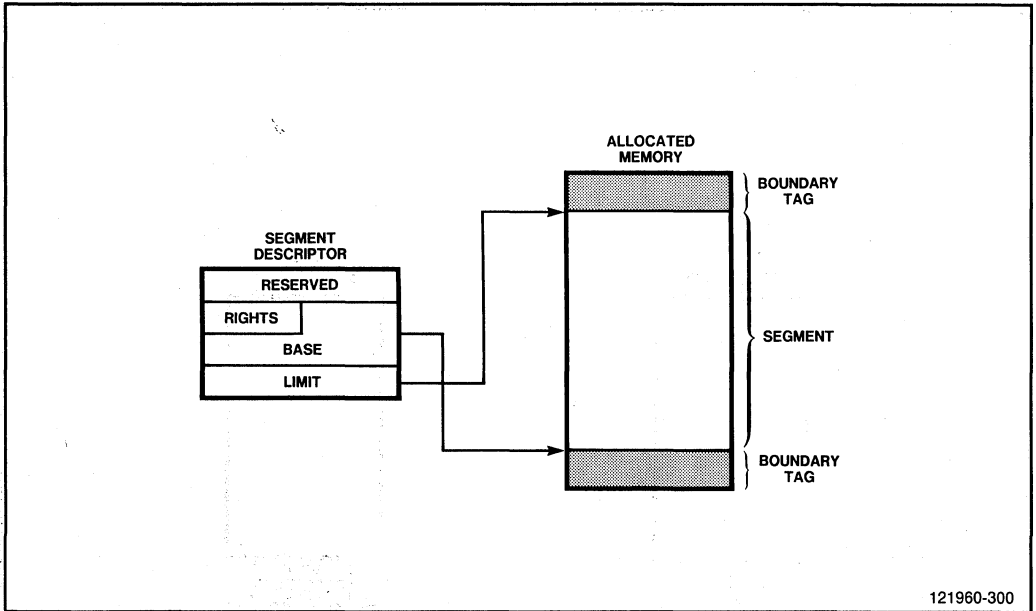 ALLOCATED
MEMORY
BOUNDARY
TAG
SEGMENT
DESCRIPTOR
RESERVED
RIGHTS
BASE
LIMIT
SEGMENT
BOUNDARY
TAG
121960-300